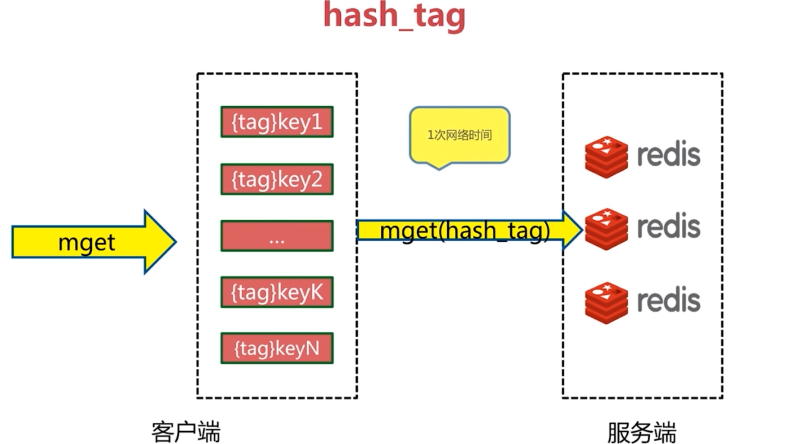 hash_tag
{tag}key1
{tag}key2
...
{tag}keyK
{tag}keyN
mget
1次网络时间
mget(hash_tag)
redis
redis
redis
客户端
服务端